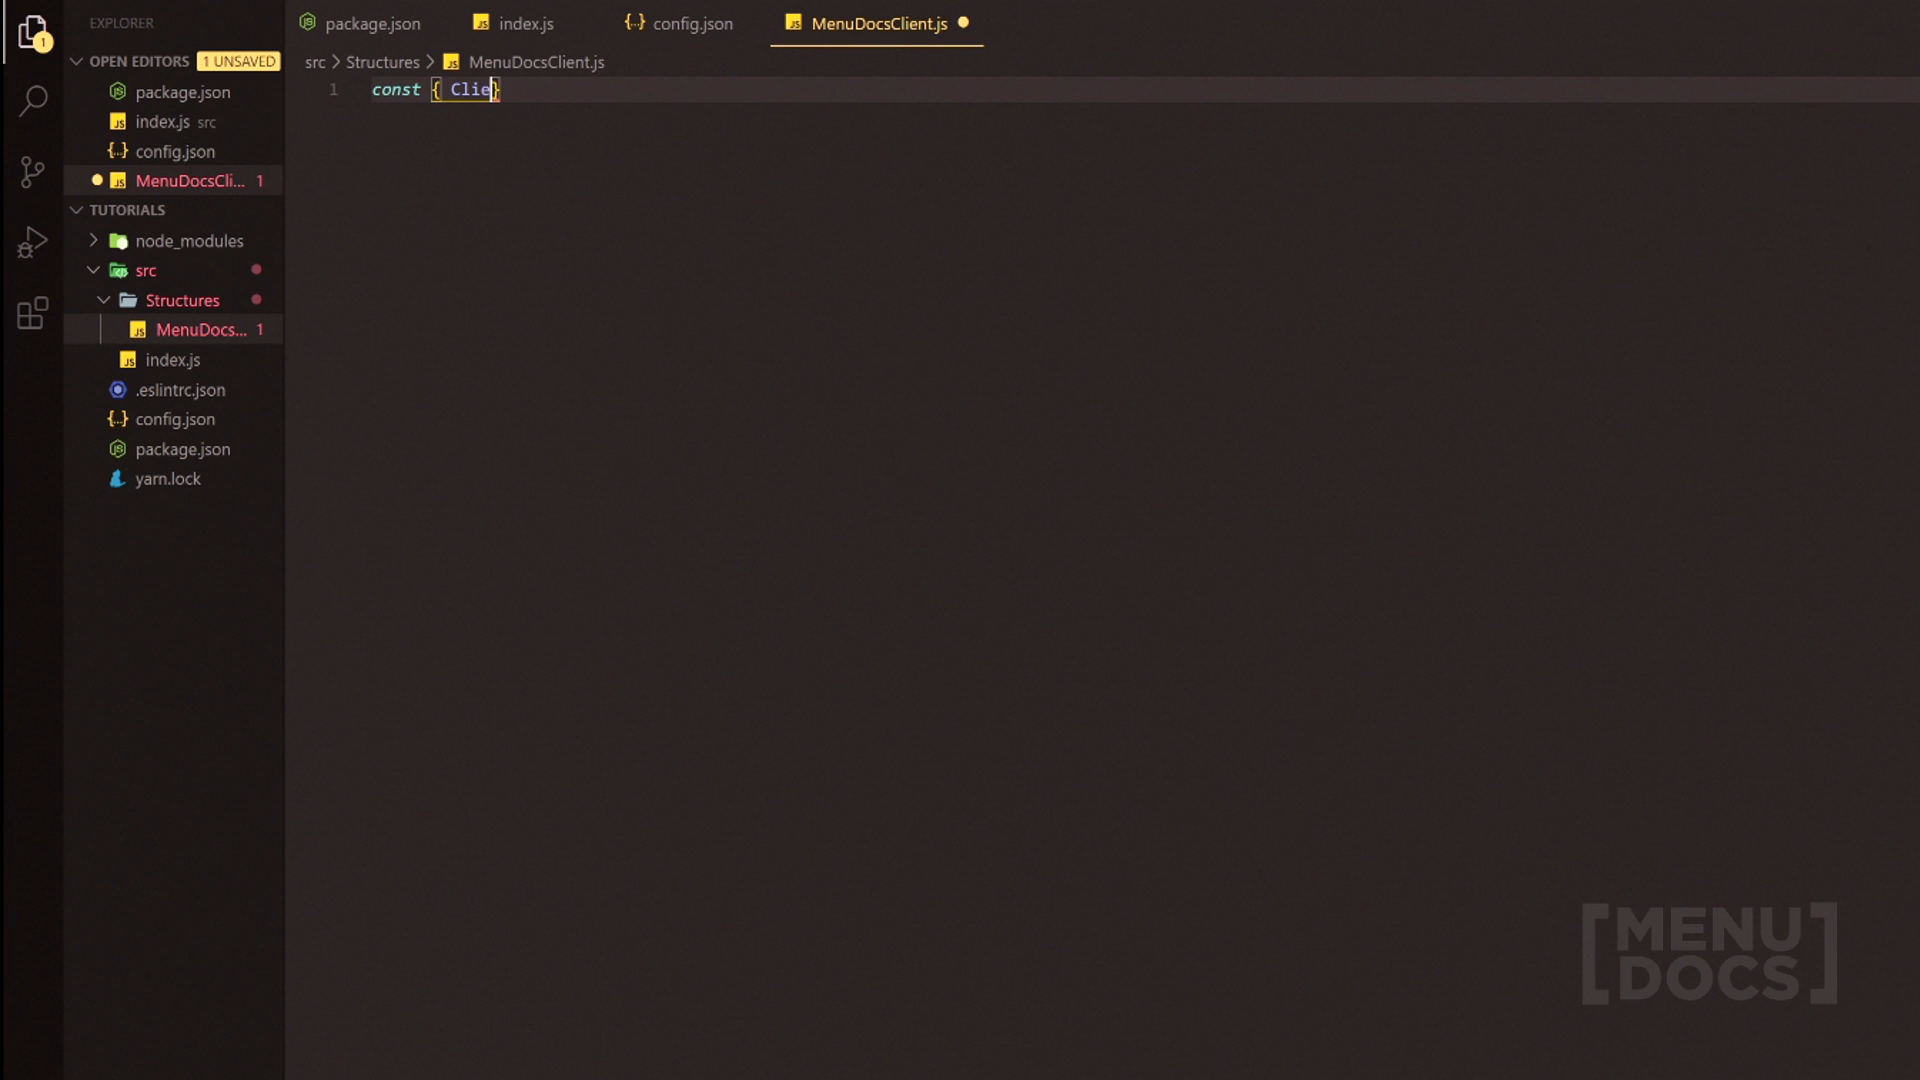 EXPLORER
OPEN EDITORS 1 UNSAVED
package.json
index.js src
config.json
MenuDocsCli... 1
TUTORIALS
node_modules
src
Structures
MenuDocs... 1
index.js
.eslintrc.json
config.json
package.json
yarn.lock
package.json index.js config.json MenuDocsClient.js
src > Structures > MenuDocsClient.js
1 const { Clie}
1
[MENU
DOCS]